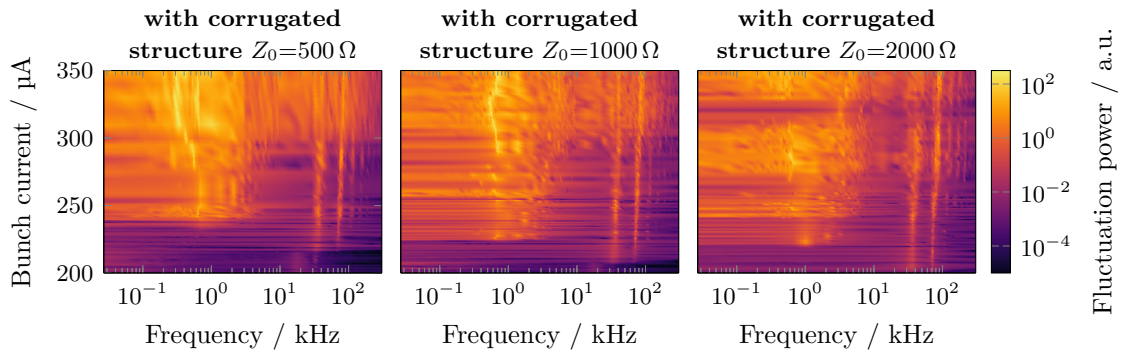 with corrugated
structure Z₀=500 Ω
with corrugated
structure Z₀=1000 Ω
with corrugated
structure Z₀=2000 Ω
Bunch current / µA
350
300
250
200
10⁻¹ 10⁰ 10¹ 10²
10⁻¹ 10⁰ 10¹ 10²
10⁻¹ 10⁰ 10¹ 10²
Frequency / kHz
Frequency / kHz
Frequency / kHz
10²
10⁰
10⁻²
10⁻⁴
Fluctuation power / a.u.